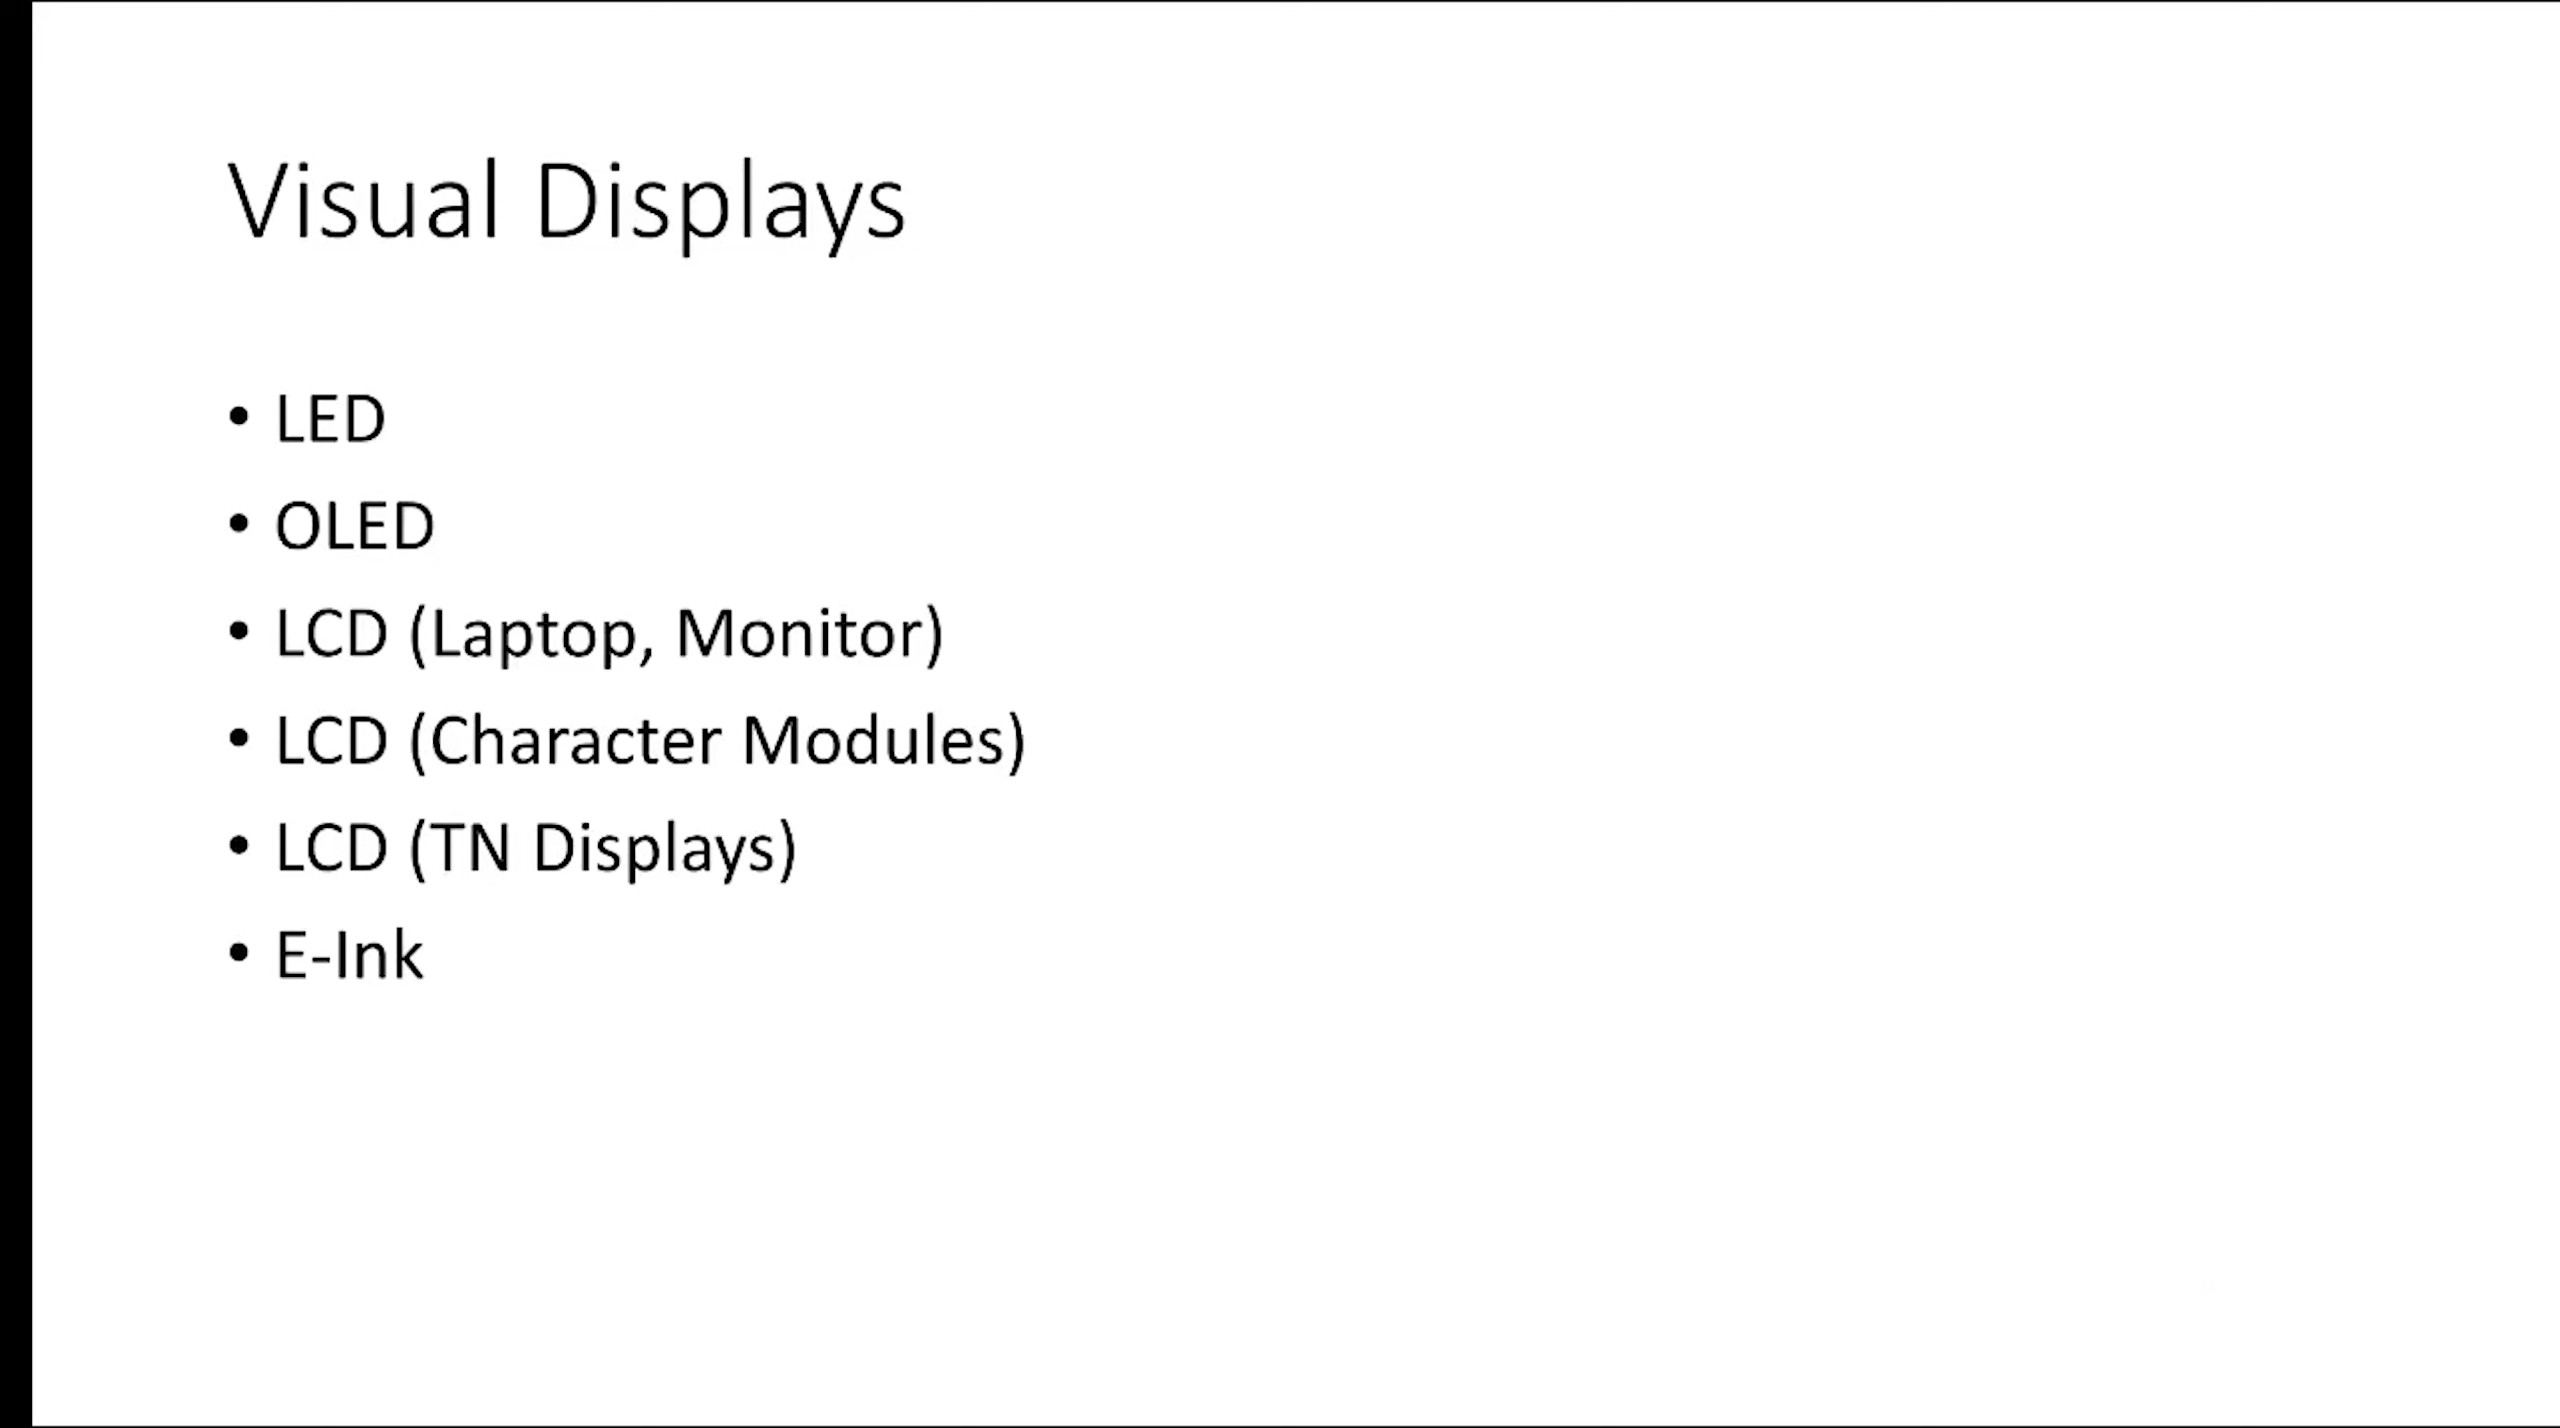 Visual Displays
• LED
• OLED
• LCD (Laptop, Monitor)
• LCD (Character Modules)
• LCD (TN Displays)
• E-Ink